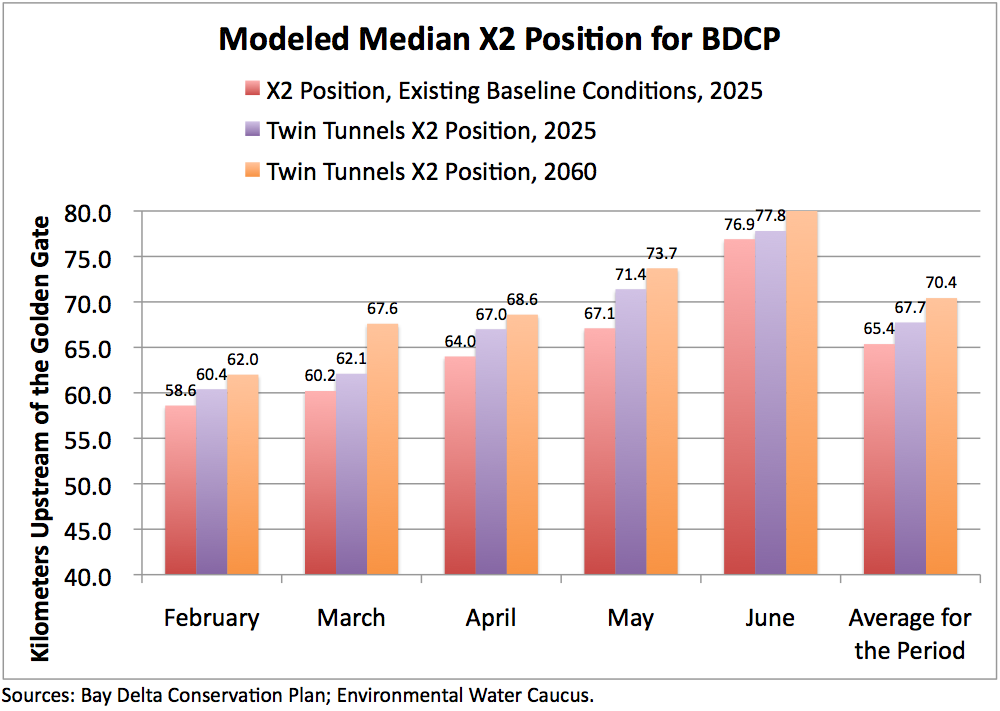 Modeled Median X2 Position for BDCP
X2 Position, Existing Baseline Conditions, 2025
Twin Tunnels X2 Position, 2025
Twin Tunnels X2 Position, 2060
Kilometers Upstream of the Golden Gate
80.0
75.0
70.0
65.0
60.0
55.0
50.0
45.0
40.0
58.6 60.4 62.0
60.2 62.1 67.6
64.0 67.0 68.6
67.1 71.4 73.7
76.9 77.8
65.4 67.7 70.4
February March April May June Average for
the Period
Sources: Bay Delta Conservation Plan; Environmental Water Caucus.